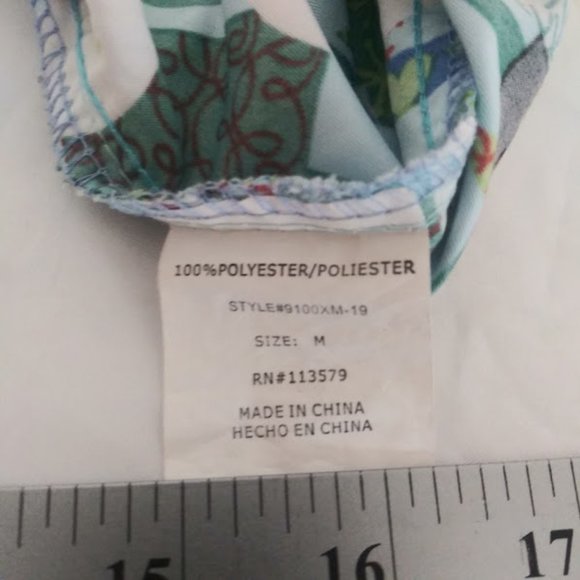 100%POLYESTER/POLIESTER
STYLE#9100XM-19
SIZE: M
RN#113579
MADE IN CHINA
HECHO EN CHINA
15 16 17